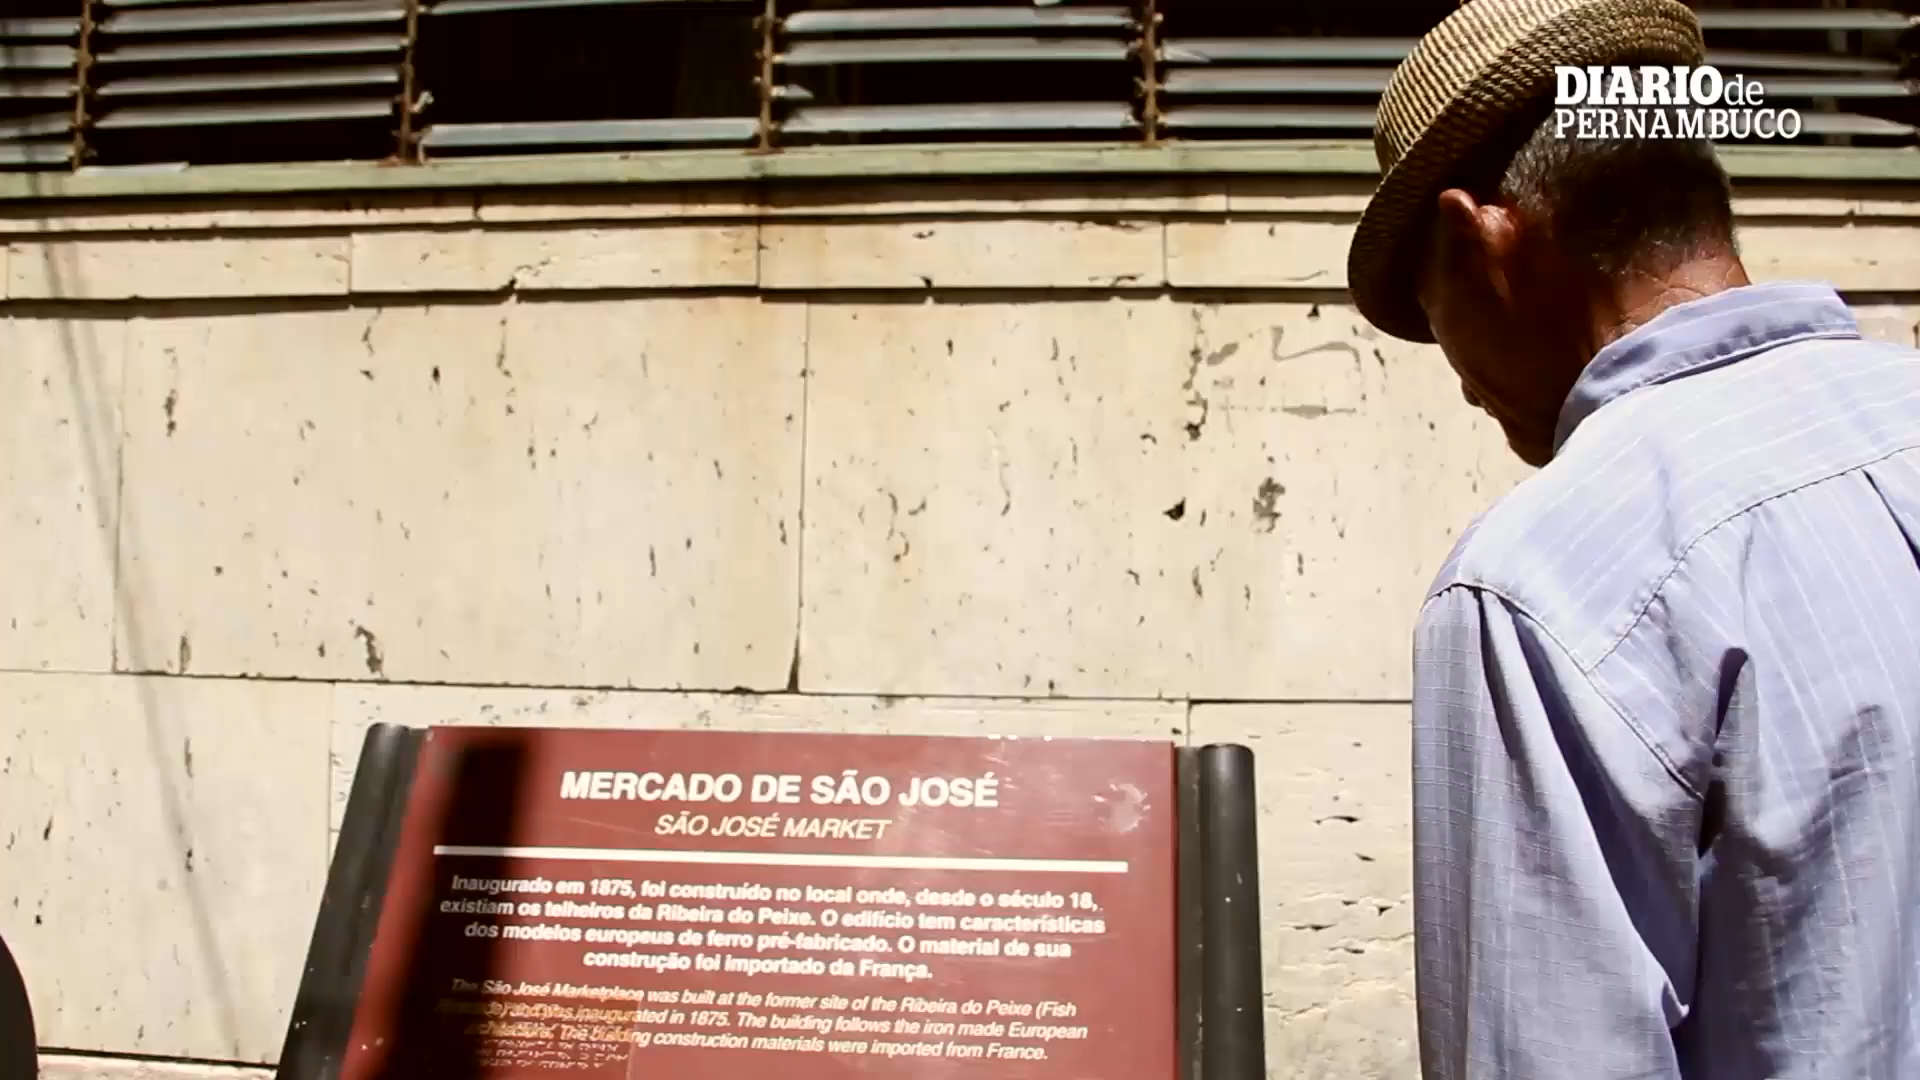 DIARIO de
PERNAMBUCO
MERCADO DE SÃO JOSÉ
SÃO JOSÉ MARKET
Inaugurado em 1875, foi construído no local onde, desde o século 18,
existiam os telheiros da Ribeira do Peixe. O edifício tem características
dos modelos europeus de ferro pré-fabricado. O material de sua
construção foi importado da França.
The São José Marketplace was built at the former site of the Ribeira do Peixe (Fish
and was inaugurated in 1875. The building follows the iron made European
The building construction materials were imported from France.